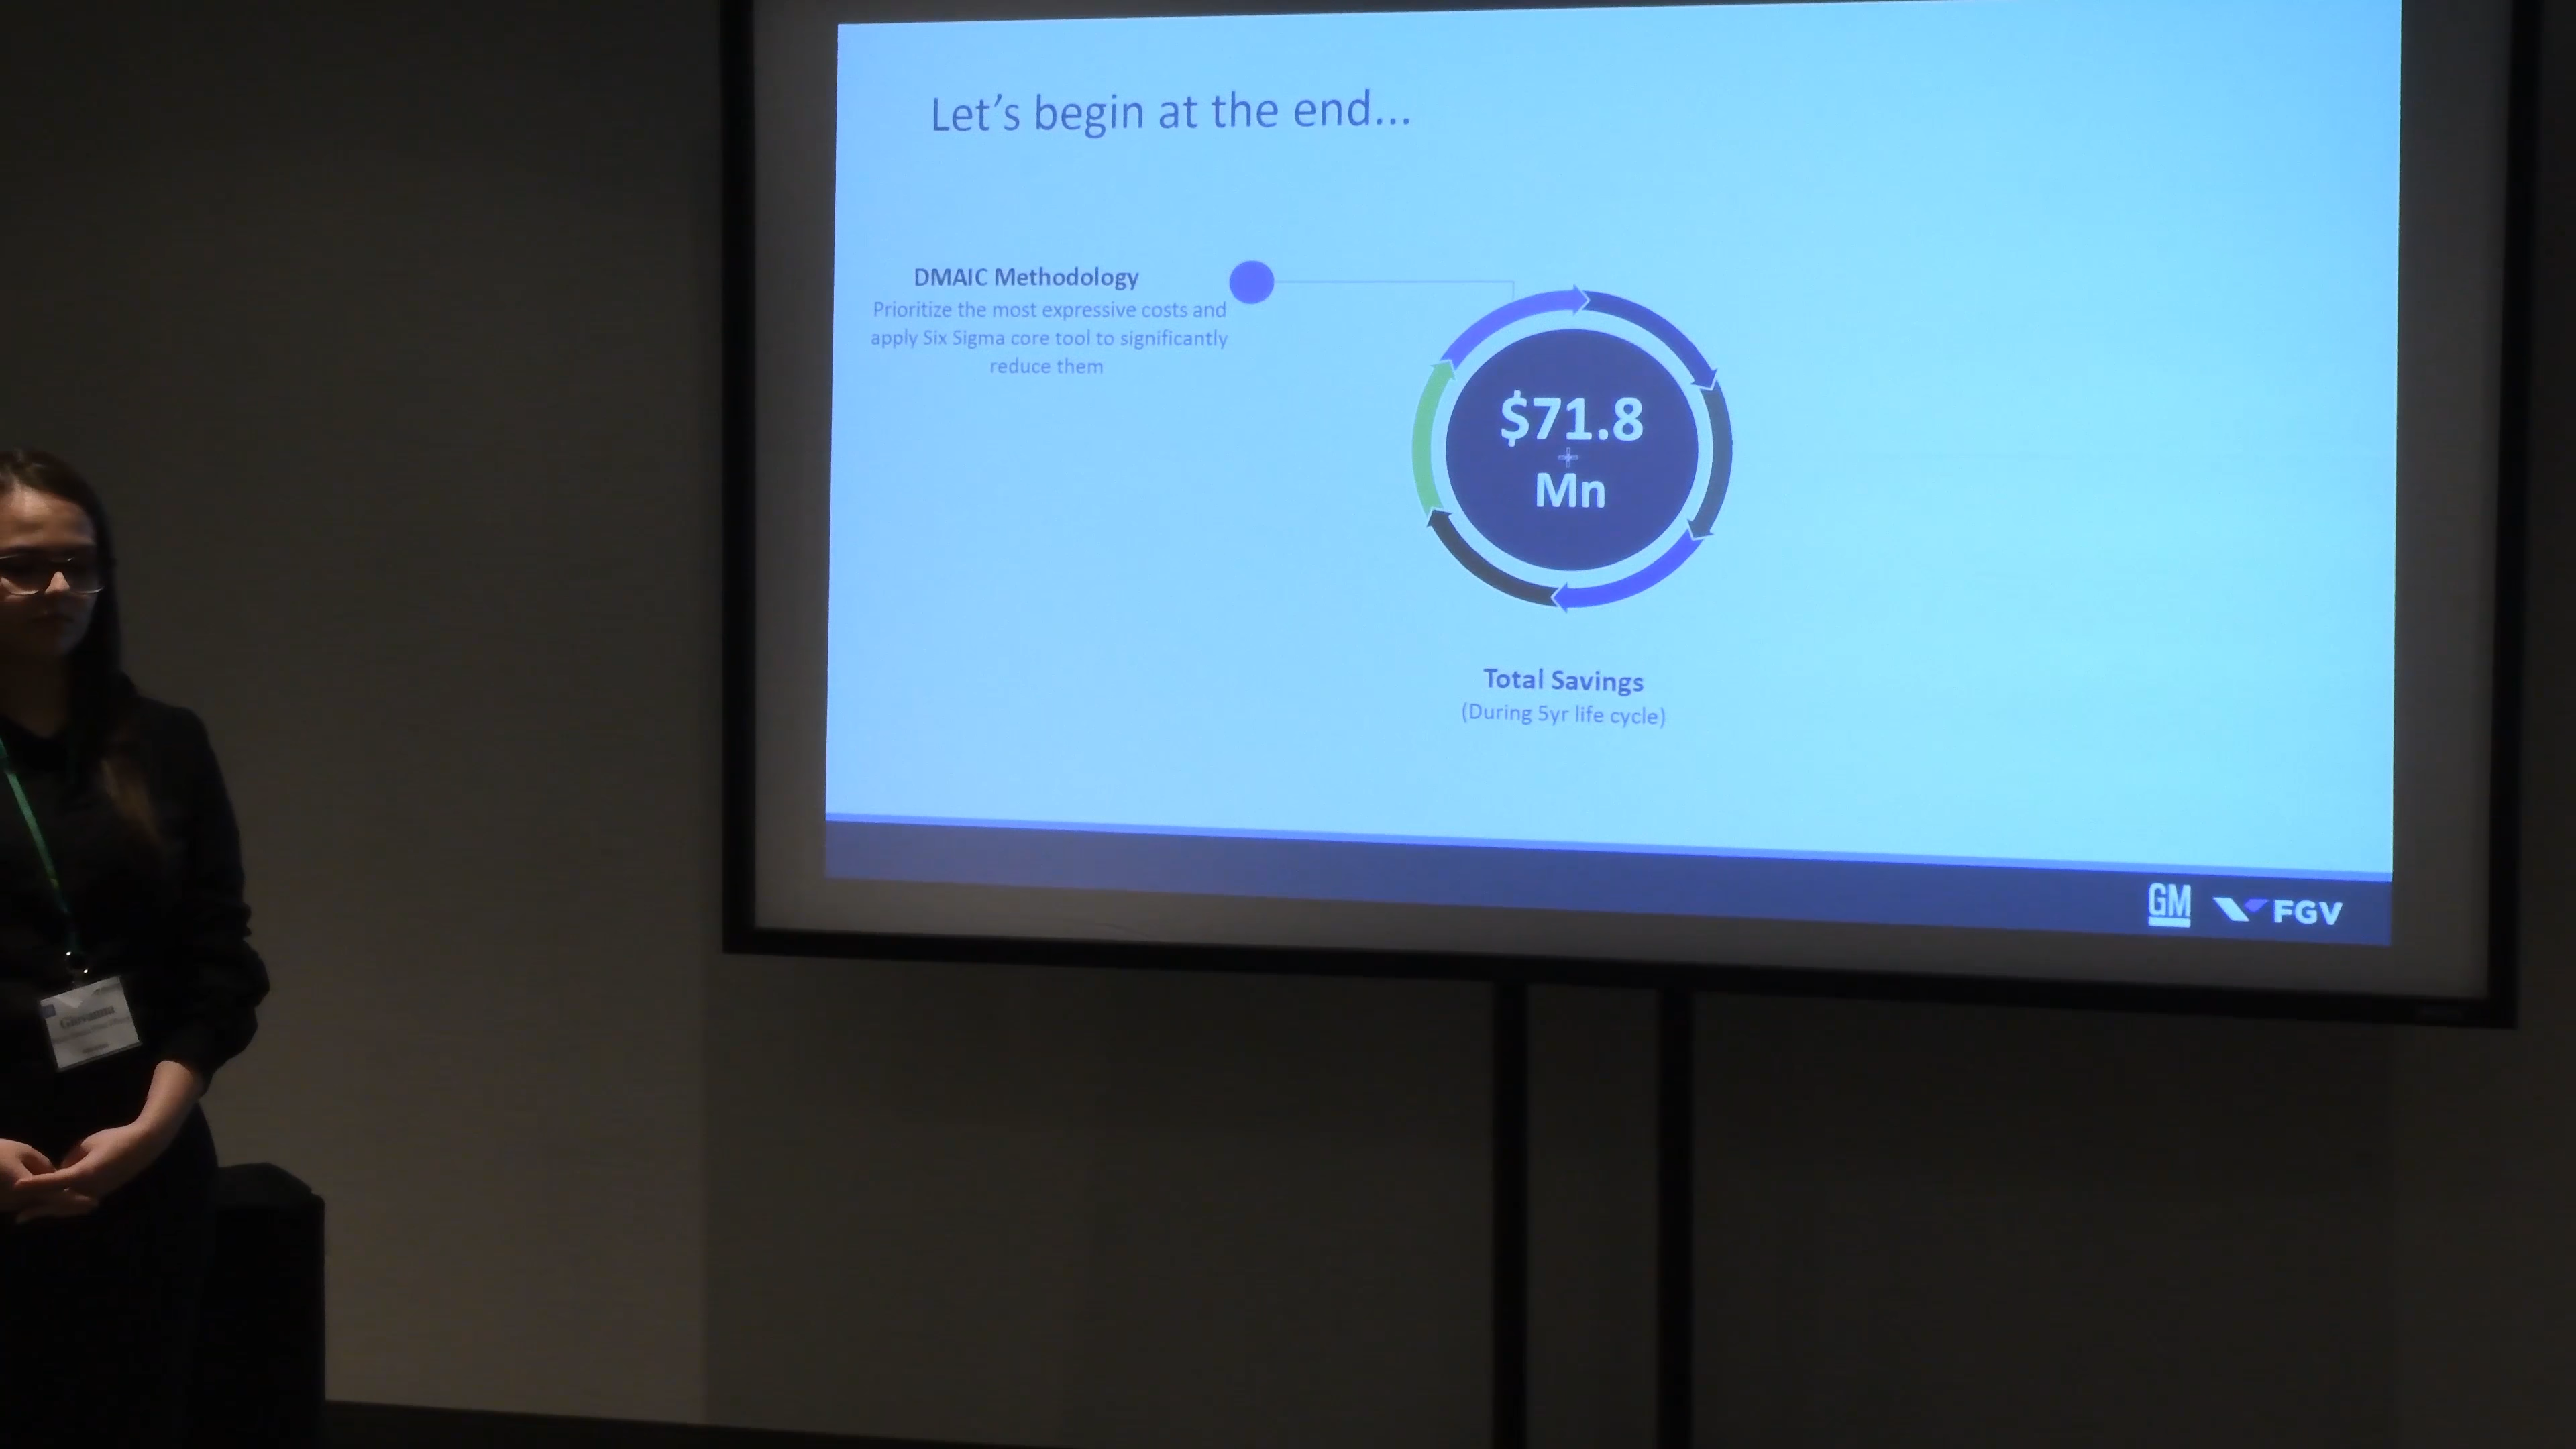 Let's begin at the end...
DMAIC Methodology
Prioritize the most expressive costs and
apply Six Sigma core tool to significantly
reduce them
$71.8
Mn
Total Savings
(During 5yr life cycle)
GM
FGV
Giovanna